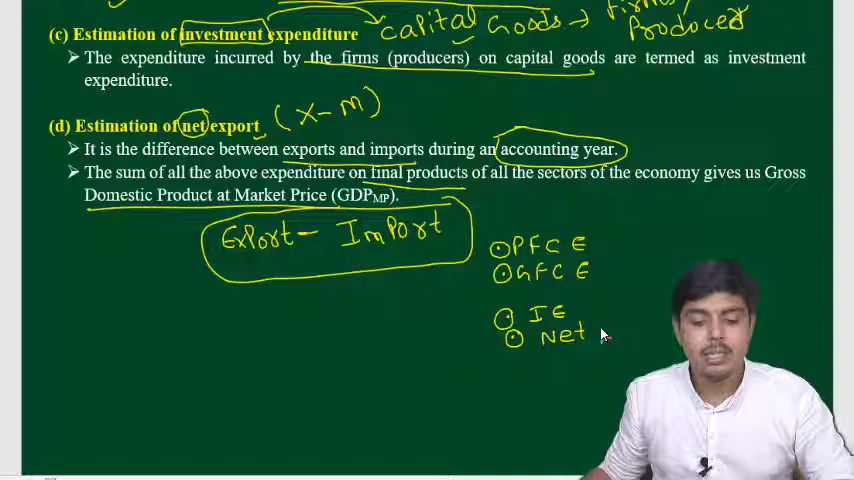 (c) Estimation of investment expenditure
capital Goods → firms/
Producer
➤ The expenditure incurred by the firms (producers) on capital goods are termed as investment
expenditure.
(d) Estimation of net export (X-M)
➤ It is the difference between exports and imports during an accounting year.
➤ The sum of all the above expenditure on final products of all the sectors of the economy gives us Gross
Domestic Product at Market Price (GDPMP).
Export - Import
PFCE
GFCE
IE
Net